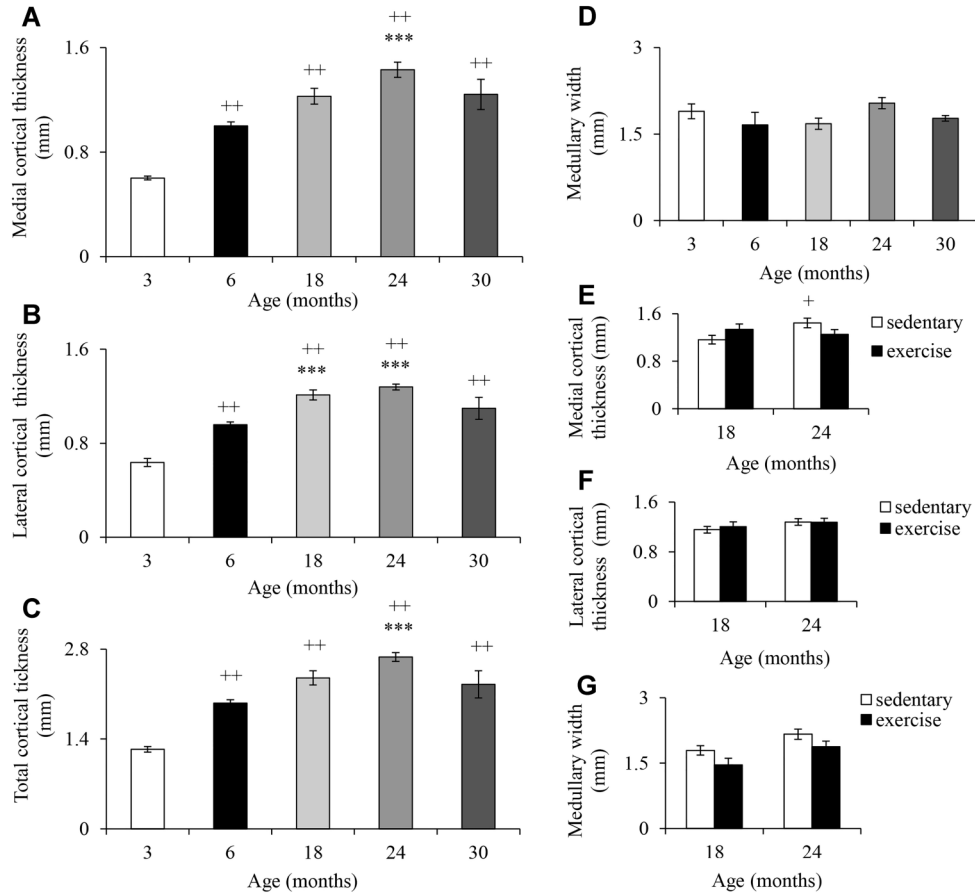 A
Medial cortical thickness
(mm)
1.6
0.8
0
++
++
++
***
++
3 6 18 24 30
Age (months)
B
Lateral cortical thickness
(mm)
1.6
0.8
0
++
++
***
++
***
++
3 6 18 24 30
Age (months)
C
Total cortical tickness
(mm)
2.8
1.4
0
++
++
++
***
++
3 6 18 24 30
Age (months)
D
Medullary width
(mm)
3
1.5
0
3 6 18 24 30
Age (months)
E
Medial cortical
thickness (mm)
1.6
1.2
0
+
sedentary
exercise
18 24
Age (months)
F
Lateral cortical
thickness (mm)
1.6
0.8
0
sedentary
exercise
18 24
Age (months)
G
Medullary width
(mm)
3
1.5
0
sedentary
exercise
18 24
Age (months)